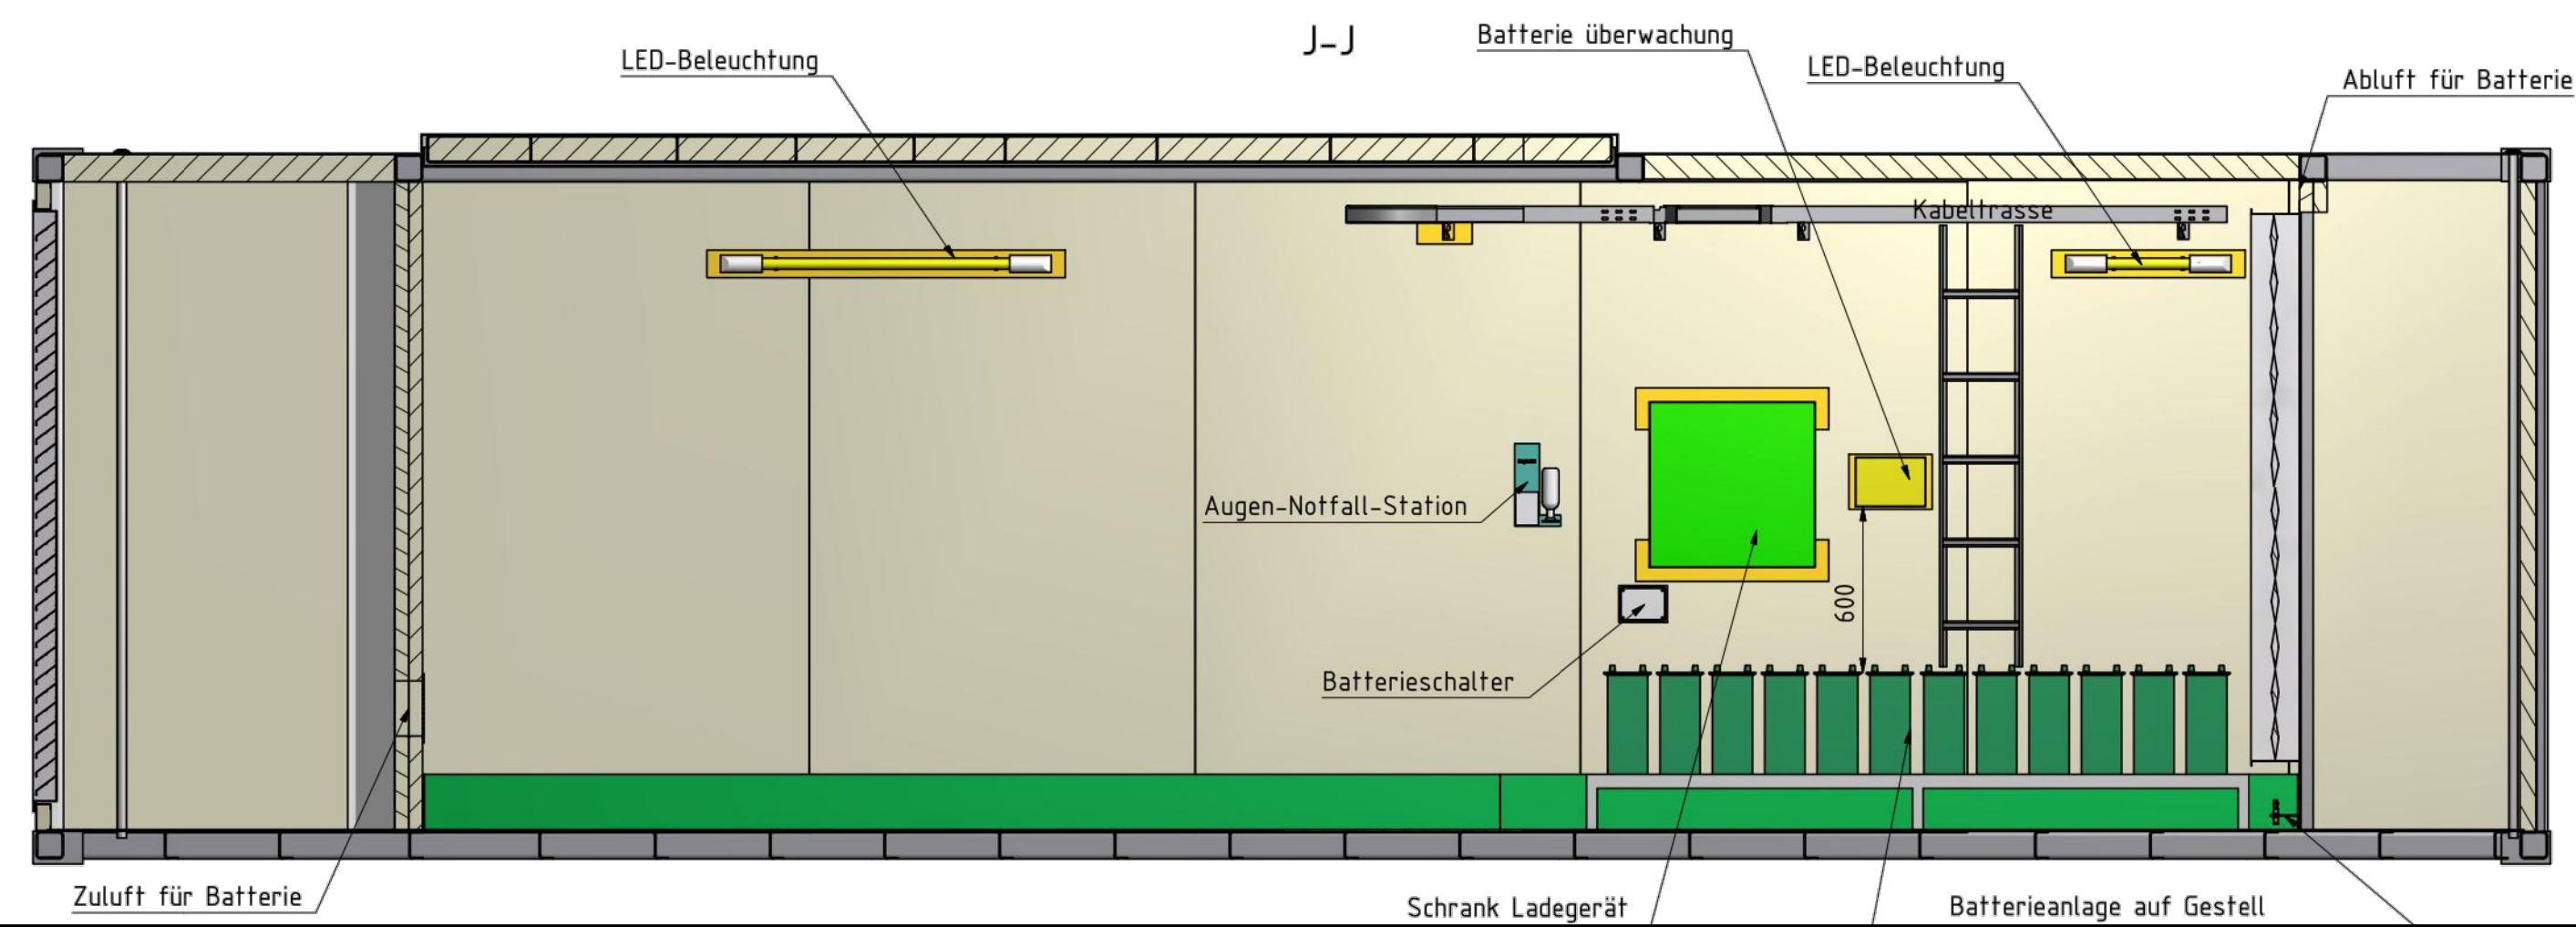 J-J
Batterie überwachung
LED-Beleuchtung
LED-Beleuchtung
Abluft für Batterie
Kabeltrasse
Augen-Notfall-Station
600
Batterieschalter
Zuluft für Batterie
Schrank Ladegerät
Batterieanlage auf Gestell